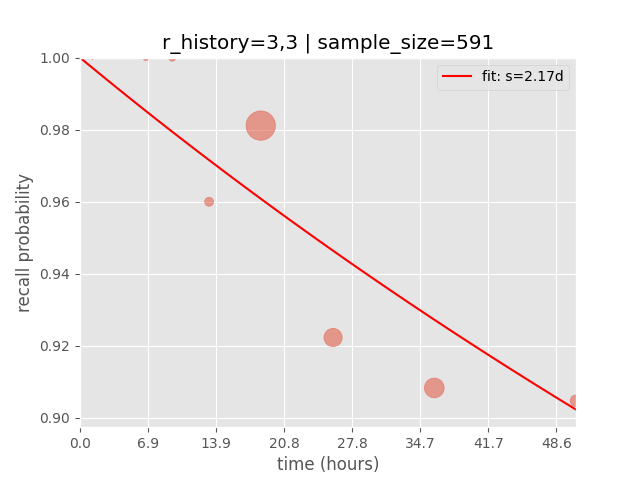 r_history=3,3 | sample_size=591
fit: s=2.17d
1.00
0.98
0.96
0.94
0.92
0.90
recall probability
0.0 6.9 13.9 20.8 27.8 34.7 41.7 48.6
time (hours)